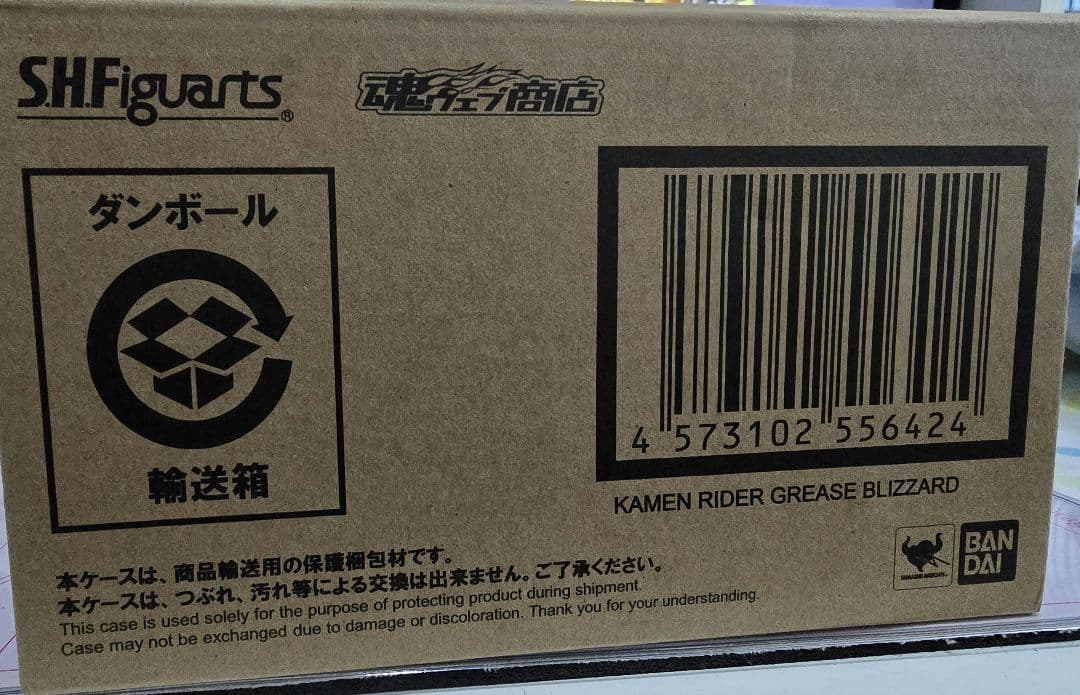 S.H.Figuarts®
魂ウェブ商店
ダンボール
輸送箱
4 573102 556424
KAMEN RIDER GREASE BLIZZARD
BAN
DAI
本ケースは、商品輸送用の保護梱包材です。
本ケースは、つぶれ、汚れ等による交換は出来ません。ご了承ください。
This case is used solely for the purpose of protecting product during shipment.
Case may not be exchanged due to damage or discoloration. Thank you for your understanding.